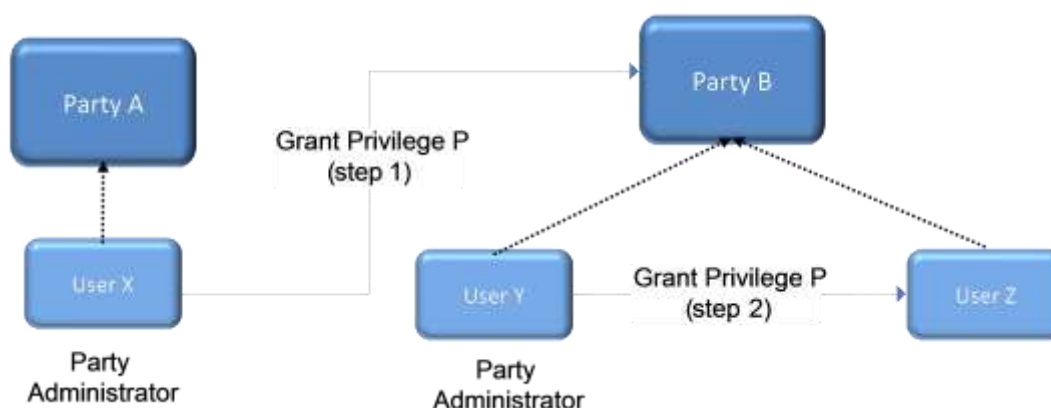 Party A
Party B
Grant Privilege P
(step 1)
User X
User Y
Grant Privilege P
(step 2)
User Z
Party
Administrator
Party
Administrator